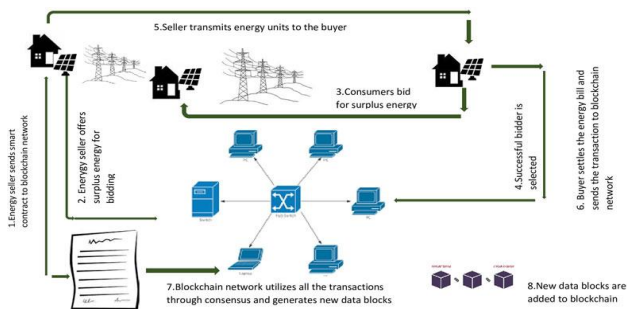 5.Seller transmits energy units to the buyer
3.Consumers bid
for surplus energy
1.Energy seller sends smart
contract to blockchain network
2. Enerygy seller offers
surplus energy for
bidding
4.Successful bidder is
selected
6. Buyer settles the energy bill and
sends the transaction to blockchain
network
7.Blockchain network utilizes all the transactions
through consensus and generates new data blocks
8.New data blocks are
added to blockchain